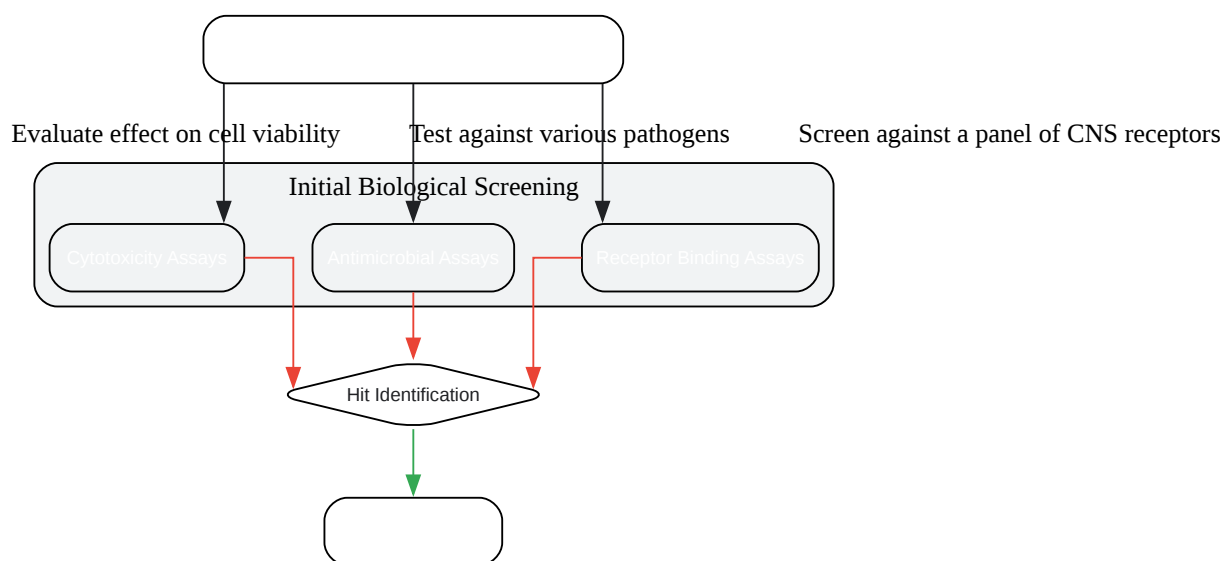 Evaluate effect on cell viability
Test against various pathogens
Screen against a panel of CNS receptors
Initial Biological Screening
Cytotoxicity Assays
Antimicrobial Assays
Receptor Binding Assays
Hit Identification